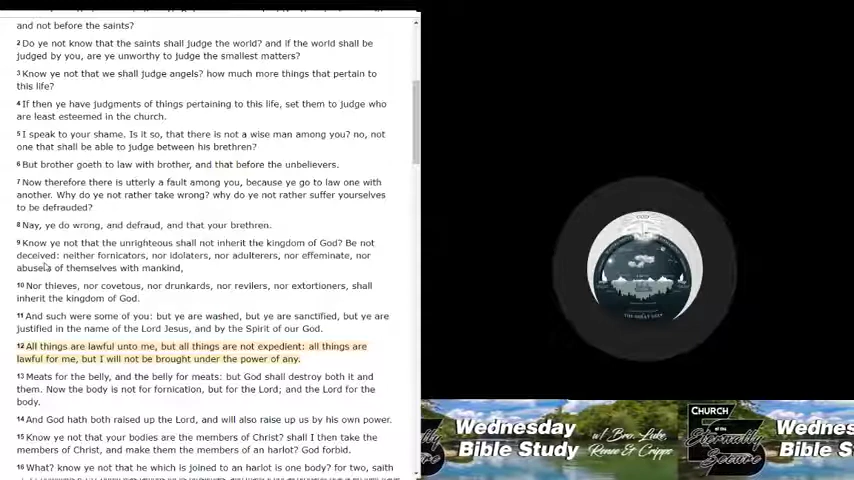 and not before the saints?
2 Do ye not know that the saints shall judge the world? and if the world shall be
judged by you, are ye unworthy to judge the smallest matters?
3 Know ye not that we shall judge angels? how much more things that pertain to
this life?
4 If then ye have judgments of things pertaining to this life, set them to judge who
are least esteemed in the church.
5 I speak to your shame. Is it so, that there is not a wise man among you? no, not
one that shall be able to judge between his brethren?
6 But brother goeth to law with brother, and that before the unbelievers.
7 Now therefore there is utterly a fault among you, because ye go to law one with
another. Why do ye not rather take wrong? why do ye not rather suffer yourselves
to be defrauded?
8 Nay, ye do wrong, and defraud, and that your brethren.
9 Know ye not that the unrighteous shall not inherit the kingdom of God? Be not
deceived: neither fornicators, nor idolaters, nor adulterers, nor effeminate, nor
abusers of themselves with mankind,
10 Nor thieves, nor covetous, nor drunkards, nor revilers, nor extortioners, shall
inherit the kingdom of God.
11 And such were some of you: but ye are washed, but ye are sanctified, but ye are
justified in the name of the Lord Jesus, and by the Spirit of our God.
12 All things are lawful unto me, but all things are not expedient: all things are
lawful for me, but I will not be brought under the power of any.
13 Meats for the belly, and the belly for meats: but God shall destroy both it and
them. Now the body is not for fornication, but for the Lord; and the Lord for the
body.
14 And God hath both raised up the Lord, and will also raise up us by his own power.
15 Know ye not that your bodies are the members of Christ? shall I then take the
members of Christ, and make them the members of an harlot? God forbid.
16 What? know ye not that he which is joined to an harlot is one body? for two, saith
GOD
THE GREAT DEEP
Wednesday
Bible Study
w/ Bro. Luke,
Renee & Cripps
CHURCH
of the
Eternally
Secure
Wednes
Bible S